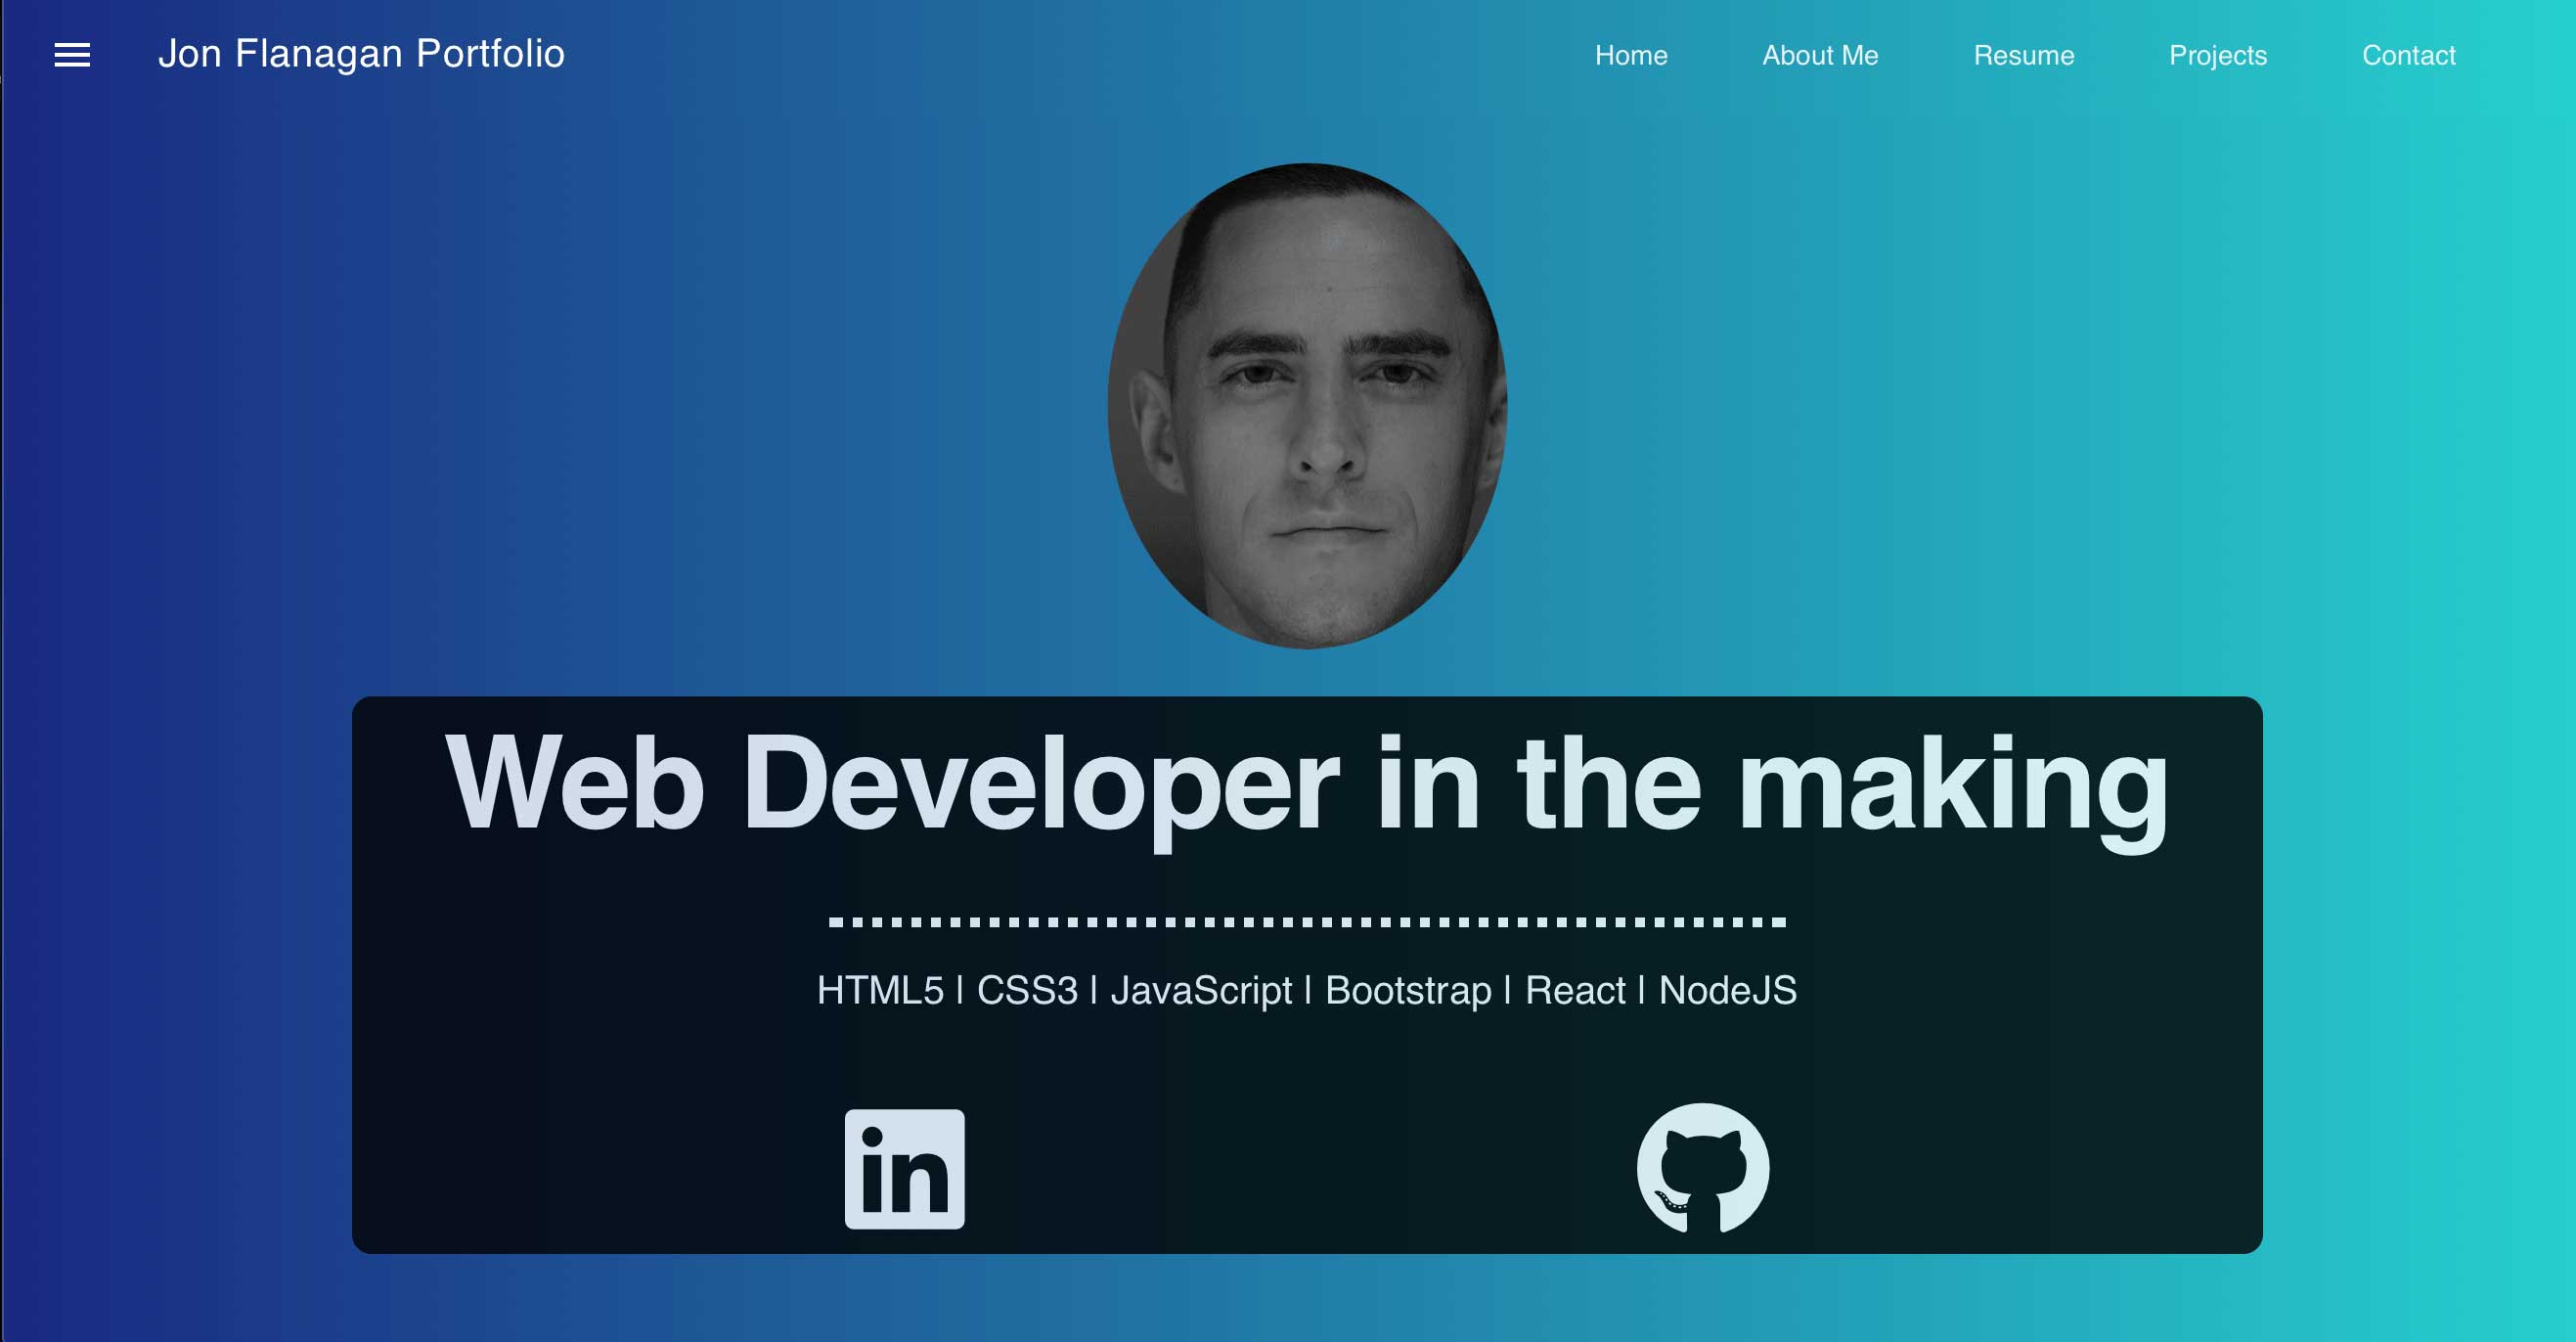 Jon Flanagan Portfolio
Home About Me Resume Projects Contact
Web Developer in the making
HTML5 | CSS3 | JavaScript | Bootstrap | React | NodeJS
in